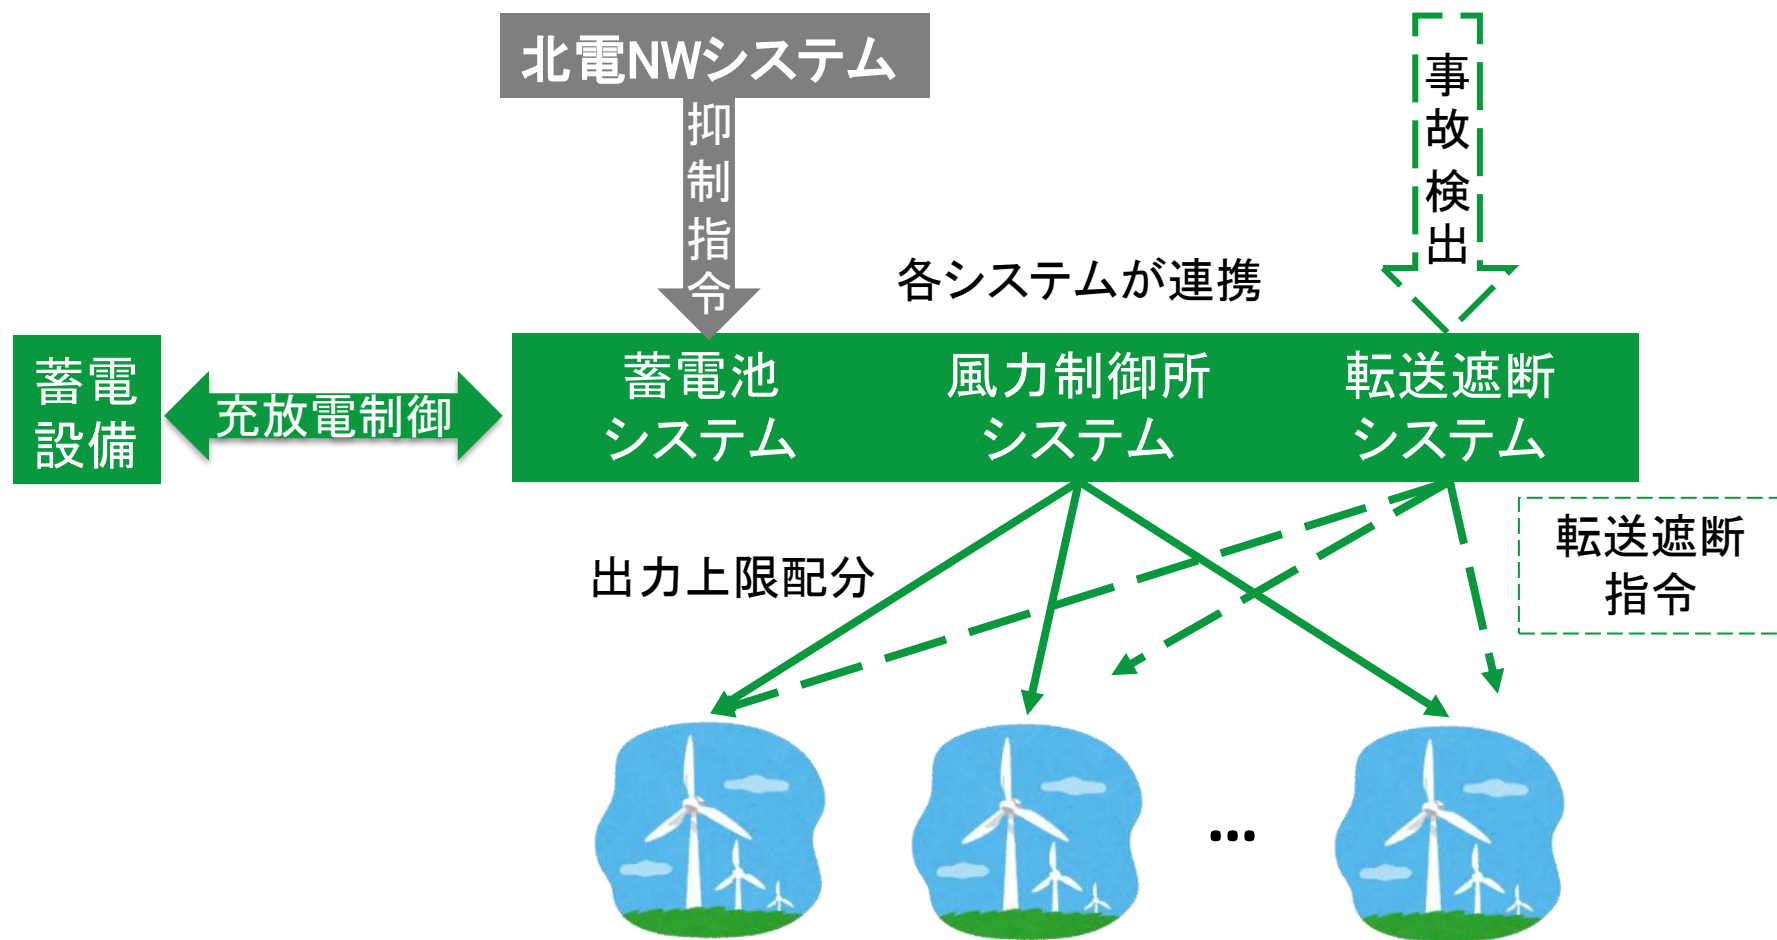 北電NWシステム
抑制指令
事故検出
各システムが連携
蓄電
設備
充放電制御
蓄電池
システム
風力制御所
システム
転送遮断
システム
出力上限配分
転送遮断
指令
…